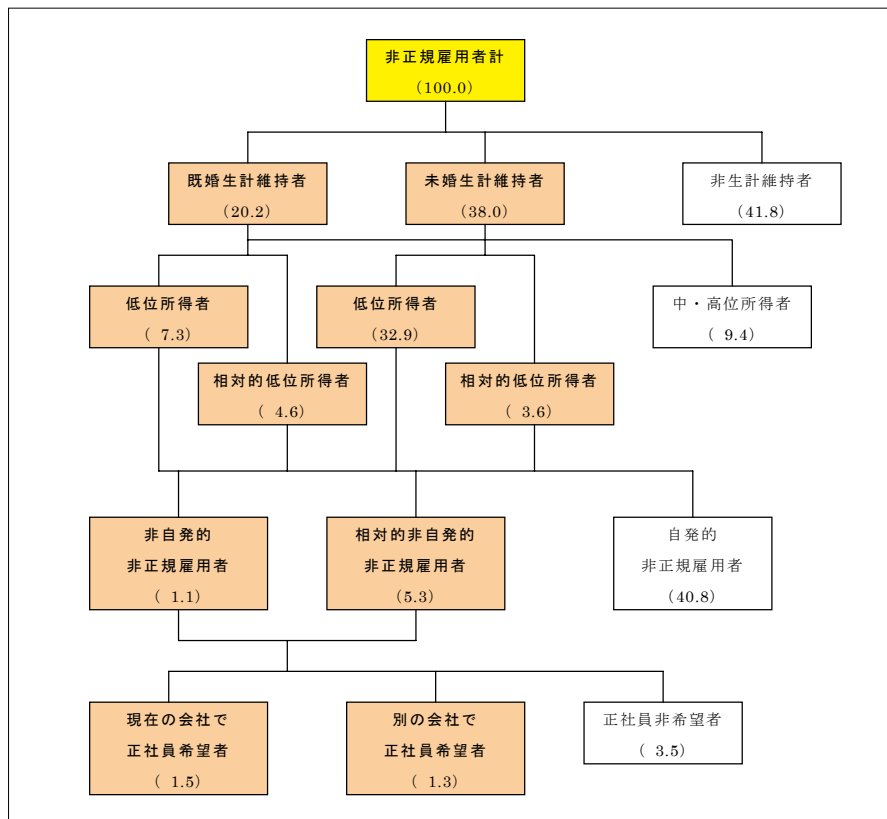 非正規雇用者計
(100.0)
既婚生計維持者
(20.2)
未婚生計維持者
(38.0)
非生計維持者
(41.8)
低位所得者
( 7.3)
低位所得者
(32.9)
中・高位所得者
( 9.4)
相対的低位所得者
( 4.6)
相対的低位所得者
( 3.6)
非自発的
非正規雇用者
( 1.1)
相対的非自発的
非正規雇用者
(5.3)
自発的
非正規雇用者
(40.8)
現在の会社で
正社員希望者
( 1.5)
別の会社で
正社員希望者
( 1.3)
正社員非希望者
( 3.5)